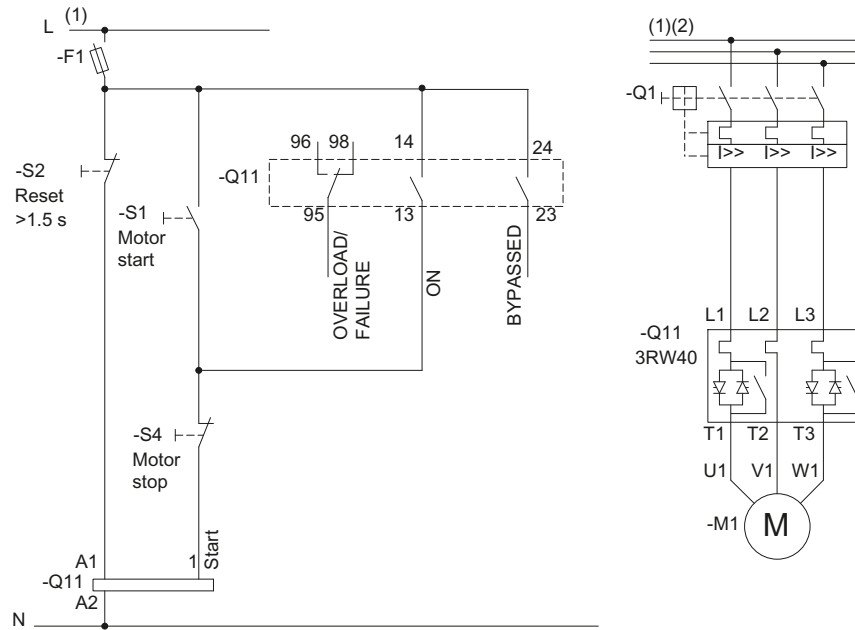 L (1)
-F1
-S2
Reset
>1.5 s
-S1
Motor
start
96 98 14 24
-Q11
95 13 23
OVERLOAD/
FAILURE
ON
BYPASSED
-S4
Motor
stop
A1 1 Start
-Q11
A2
N
(1)(2)
-Q1
I>> I>> I>>
L1 L2 L3
-Q11
3RW40
T1 T2 T3
U1 V1 W1
-M1 M